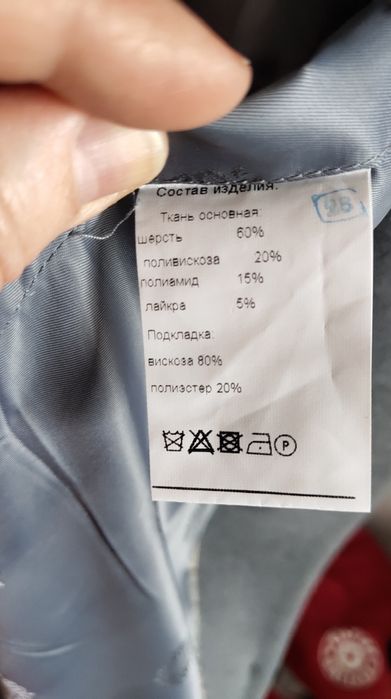 Состав изделия:
Ткань основная:
шерсть 60%
поливискоза 20%
полиамид 15%
лайкра 5%
Подкладка:
вискоза 80%
полиэстер 20%
P